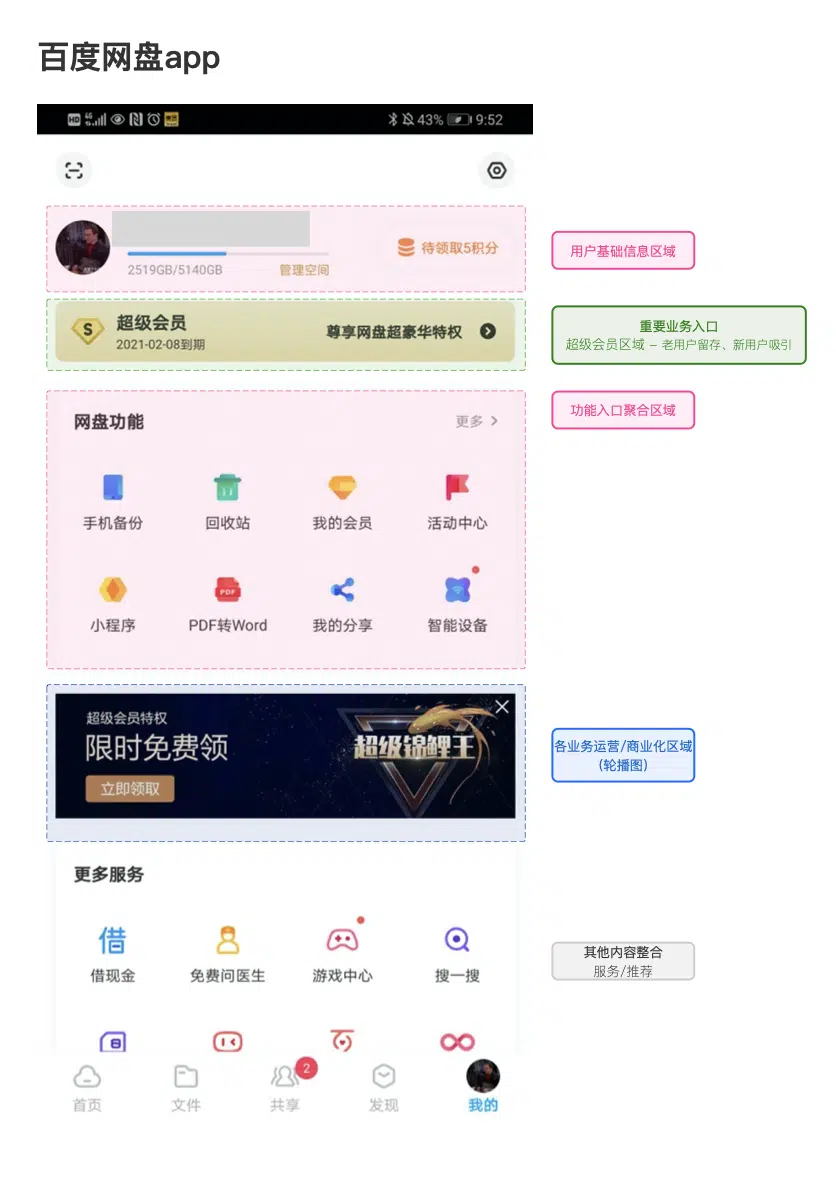 百度网盘app
HD 4G 43% 9:52
待领取5积分
2519GB/5140GB 管理空间
用户基础信息区域
S 超级会员
2021-02-08到期
尊享网盘超豪华特权
重要业务入口
超级会员区域 – 老用户留存、新用户吸引
功能入口聚合区域
网盘功能 更多
手机备份 回收站 我的会员 活动中心
PDF
小程序 PDF转Word 我的分享 智能设备
超级会员特权
限时免费领
立即领取
超级锦鲤王
各业务运营/商业化区域
(轮播图)
更多服务
借
借现金 免费问医生 游戏中心 搜一搜
其他内容整合
服务/推荐
2
首页 文件 共享 发现 我的